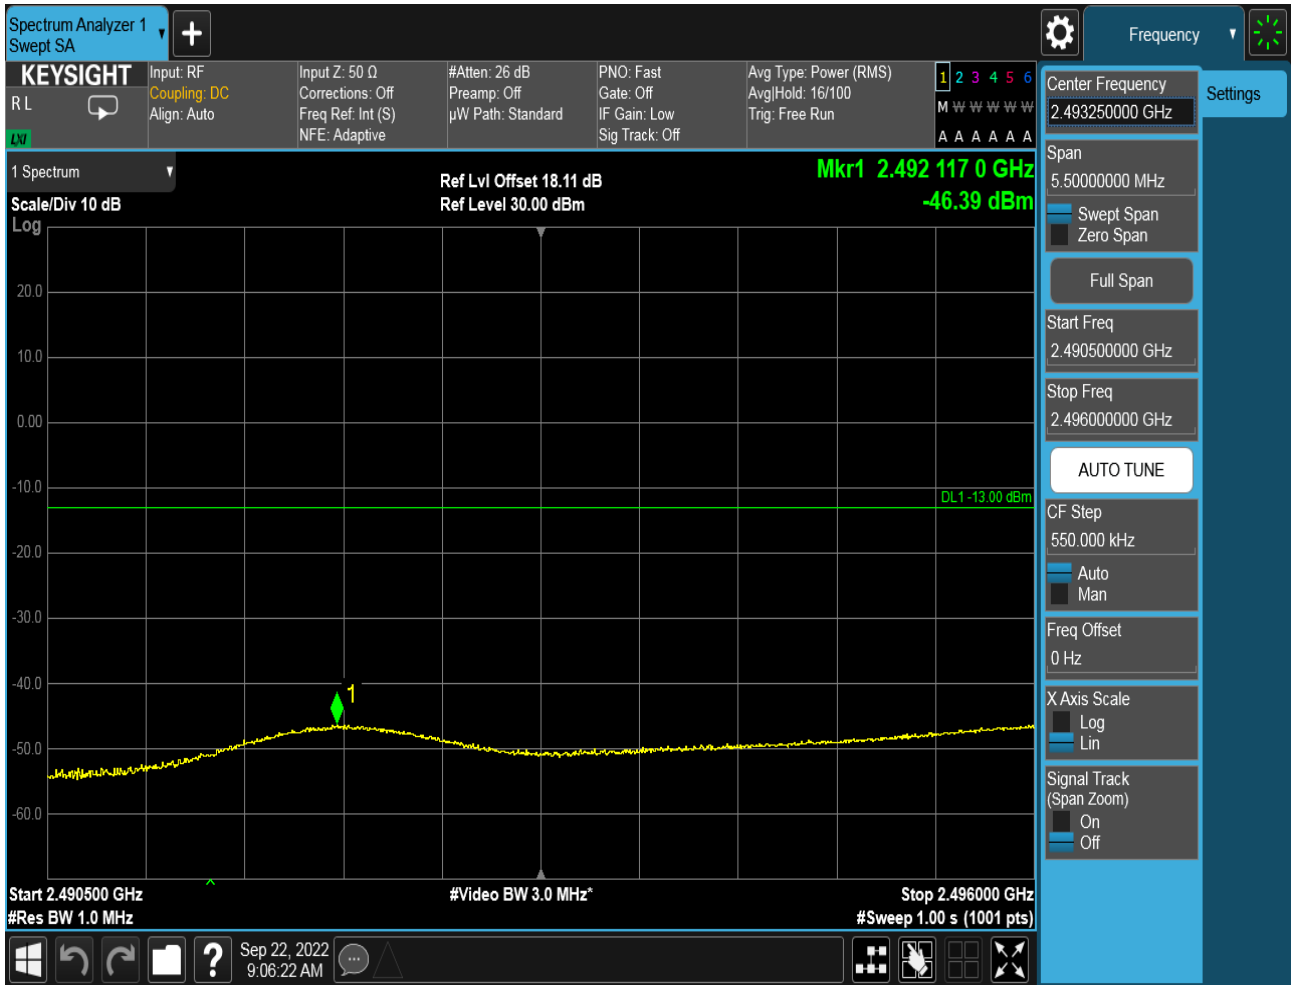 Spectrum Analyzer 1
Swept SA
Frequency
KEYSIGHT
R L
LXI
Input: RF
Coupling: DC
Align: Auto
Input Z: 50 Ω
Corrections: Off
Freq Ref: Int (S)
NFE: Adaptive
#Atten: 26 dB
Preamp: Off
µW Path: Standard
PNO: Fast
Gate: Off
IF Gain: Low
Sig Track: Off
Avg Type: Power (RMS)
Avg|Hold: 16/100
Trig: Free Run
1 2 3 4 5 6
M W W W W W
A A A A A A
1 Spectrum
Scale/Div 10 dB
Log
Ref Lvl Offset 18.11 dB
Ref Level 30.00 dBm
Mkr1 2.492 117 0 GHz
-46.39 dBm
20.0
10.0
0.00
-10.0
DL1 -13.00 dBm
-20.0
-30.0
-40.0
1
-50.0
-60.0
Start 2.490500 GHz
#Res BW 1.0 MHz
#Video BW 3.0 MHz*
Stop 2.496000 GHz
#Sweep 1.00 s (1001 pts)
Sep 22, 2022
9:06:22 AM
?
Center Frequency
2.493250000 GHz
Settings
Span
5.50000000 MHz
Swept Span
Zero Span
Full Span
Start Freq
2.490500000 GHz
Stop Freq
2.496000000 GHz
AUTO TUNE
CF Step
550.000 kHz
Auto
Man
Freq Offset
0 Hz
X Axis Scale
Log
Lin
Signal Track
(Span Zoom)
On
Off